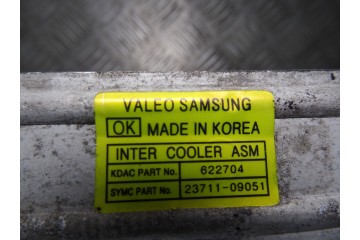 VALEO SAMSUNG
OK MADE IN KOREA
INTER COOLER ASM
KDAC PART No. 622704
SYMC PART No. 23711-09051